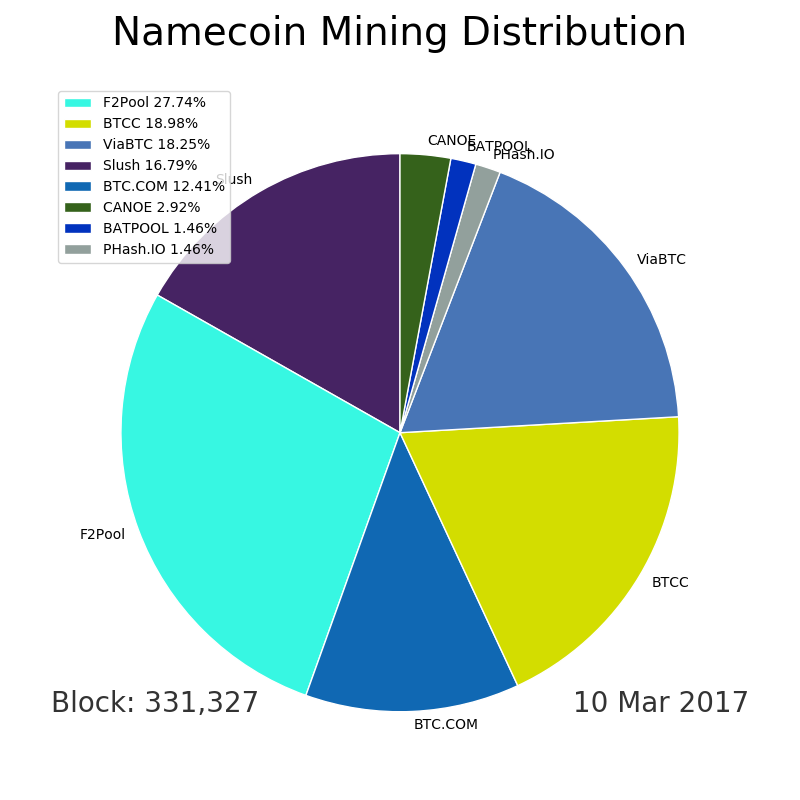 Namecoin Mining Distribution
F2Pool 27.74%
BTCC 18.98%
ViaBTC 18.25%
Slush 16.79%
BTC.COM 12.41%
CANOE 2.92%
BATPOOL 1.46%
PHash.IO 1.46%
CANOE
BATPOOL
PHash.IO
Slush
ViaBTC
F2Pool
BTCC
Block: 331,327
10 Mar 2017
BTC.COM